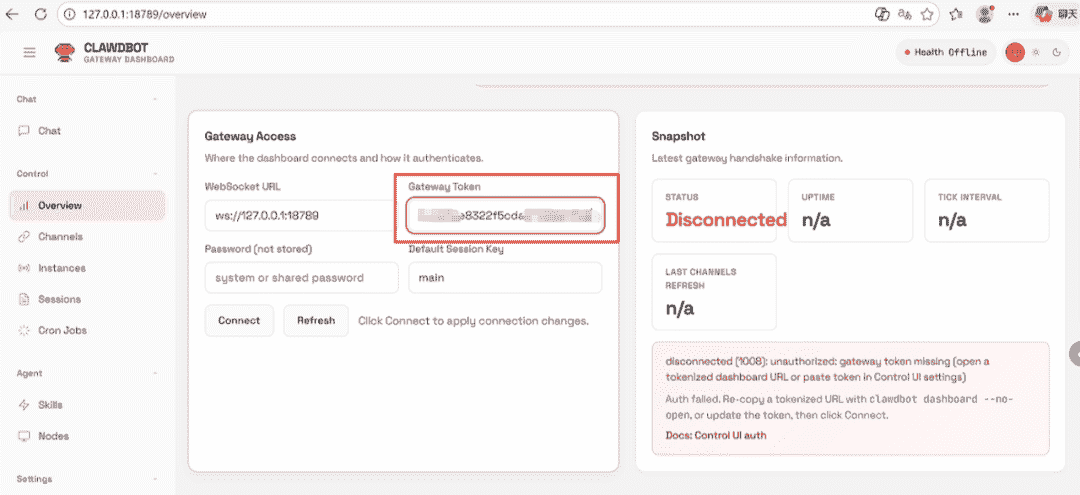 127.0.0.1:18789/overview
聊天
CLAWDBOT
GATEWAY DASHBOARD
Health Offline
Chat
Chat
Control
Overview
Channels
Instances
Sessions
Cron Jobs
Agent
Skills
Nodes
Settings
Gateway Access
Where the dashboard connects and how it authenticates.
WebSocket URL
Gateway Token
ws://127.0.0.1:18789
e8322f5cda
Password (not stored)
Default Session Key
system or shared password
main
Connect
Refresh
Click Connect to apply connection changes.
Snapshot
Latest gateway handshake information.
STATUS
Disconnected
UPTIME
n/a
TICK INTERVAL
n/a
LAST CHANNELS
REFRESH
n/a
disconnected (1008): unauthorized: gateway token missing (open a
tokenized dashboard URL or paste token in Control UI settings)
Auth failed. Re-copy a tokenized URL with clawdbot dashboard --no-
open, or update the token, then click Connect.
Docs: Control UI auth